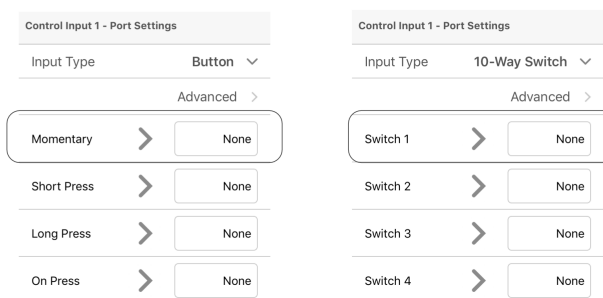 Control Input 1 - Port Settings
Input Type Button
Advanced
Momentary None
Short Press None
Long Press None
On Press None
Control Input 1 - Port Settings
Input Type 10-Way Switch
Advanced
Switch 1 None
Switch 2 None
Switch 3 None
Switch 4 None